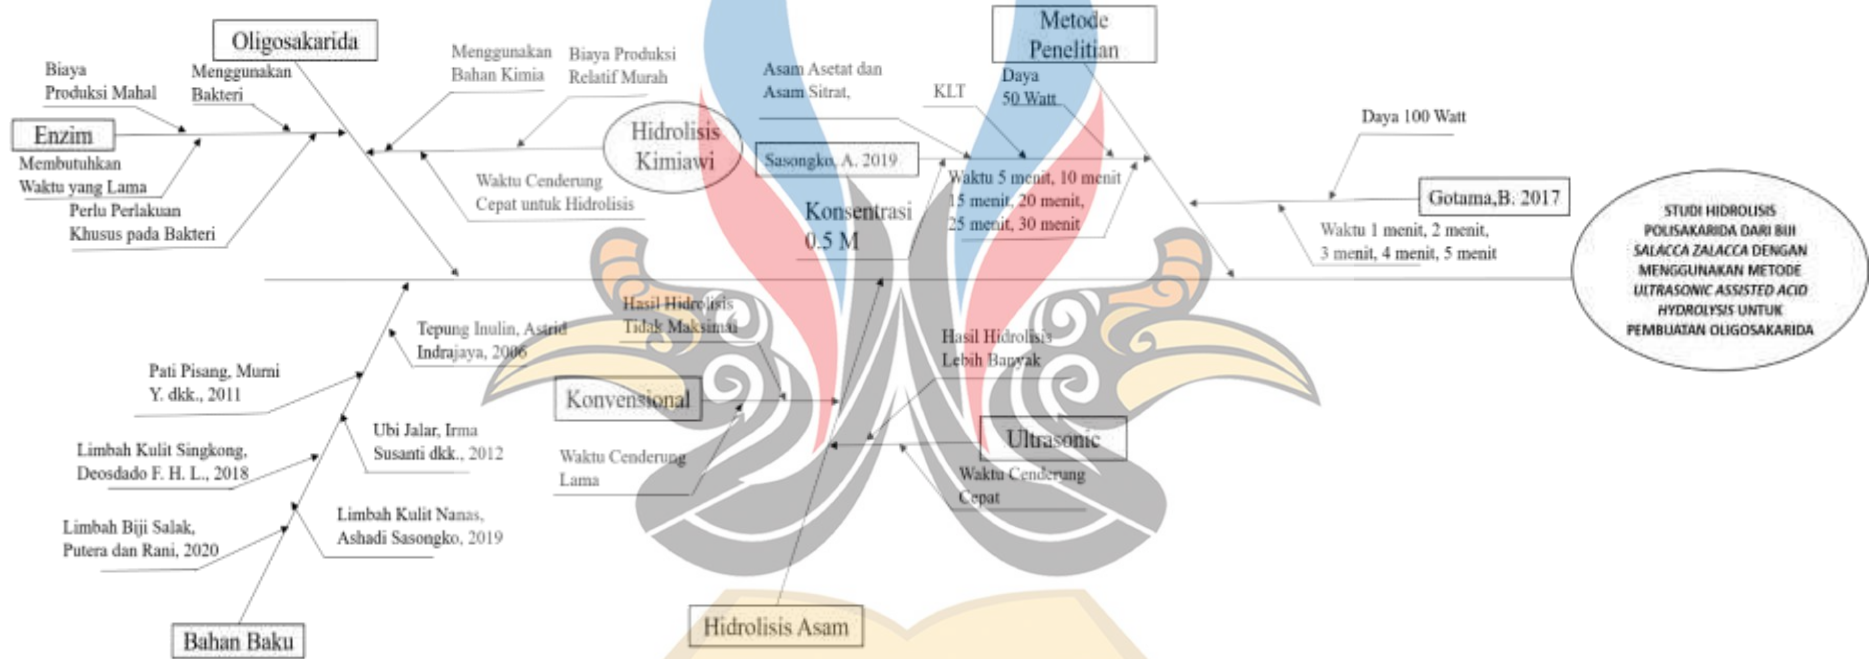 Oligosakarida
Biaya
Produksi Mahal
Menggunakan
Bakteri
Enzim
Membutuhkan
Waktu yang Lama
Perlu Perlakuan
Khusus pada Bakteri
Menggunakan
Bahan Kimia
Biaya Produksi
Relatif Murah
Hidrolisis
Kimiawi
Waktu Cenderung
Cepat untuk Hidrolisis
Metode
Penelitian
Asam Asetat dan
Asam Sitrat,
KLT
Daya
50 Watt
Sasongko, A. 2019
Waktu 5 menit, 10 menit
15 menit, 20 menit,
25 menit, 30 menit
Konsentrasi
0.5 M
Daya 100 Watt
Gotama,B. 2017
Waktu 1 menit, 2 menit,
3 menit, 4 menit, 5 menit
STUDI HIDROLISIS
POLISAKARIDA DARI BIJI
SALACCA ZALACCA DENGAN
MENGGUNAKAN METODE
ULTRASONIC ASSISTED ACID
HYDROLYSIS UNTUK
PEMBUATAN OLIGOSAKARIDA
Tepung Inulin, Astrid
Indrajaya, 2006
Pati Pisang, Murni
Y. dkk., 2011
Ubi Jalar, Irma
Susanti dkk., 2012
Limbah Kulit Singkong,
Deosdado F. H. L., 2018
Limbah Kulit Nanas,
Ashadi Sasongko, 2019
Limbah Biji Salak,
Putera dan Rani, 2020
Bahan Baku
Hasil Hidrolisis
Tidak Maksimal
Konvensional
Waktu Cenderung
Lama
Hasil Hidrolisis
Lebih Banyak
Ultrasonic
Waktu Cenderung
Cepat
Hidrolisis Asam